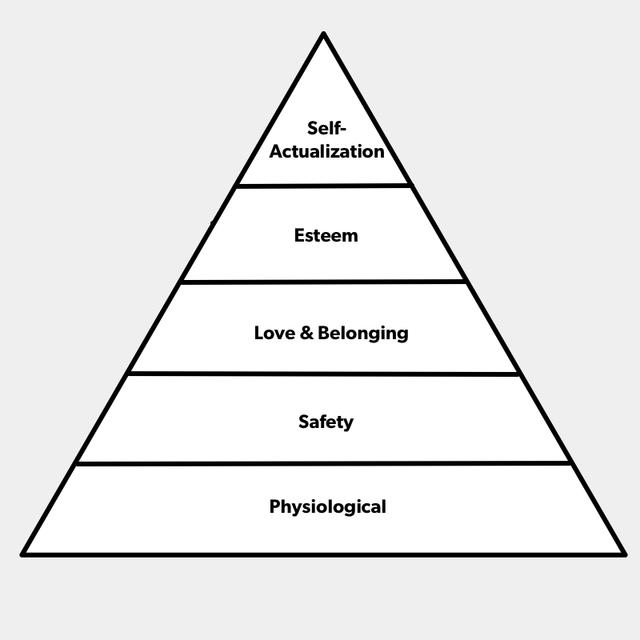 Self-
Actualization
Esteem
Love & Belonging
Safety
Physiological